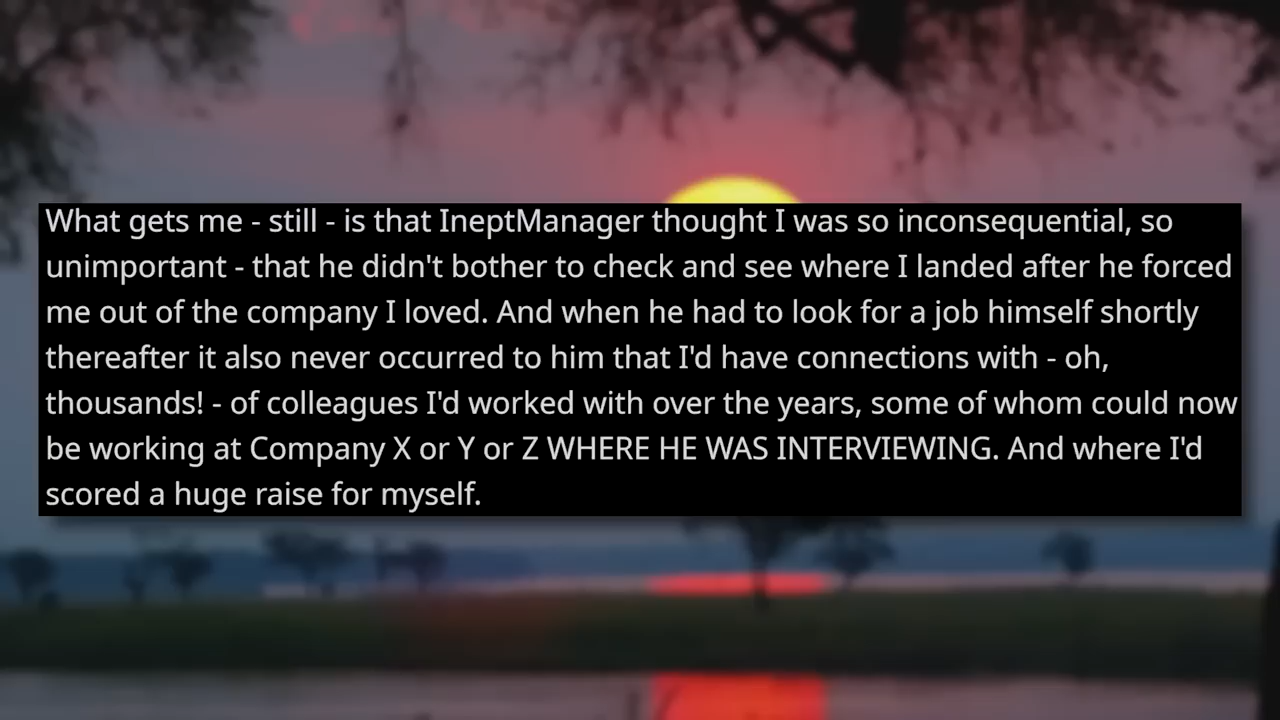 What gets me - still - is that IneptManager thought I was so inconsequential, so
unimportant - that he didn't bother to check and see where I landed after he forced
me out of the company I loved. And when he had to look for a job himself shortly
thereafter it also never occurred to him that I'd have connections with - oh,
thousands! - of colleagues I'd worked with over the years, some of whom could now
be working at Company X or Y or Z WHERE HE WAS INTERVIEWING. And where I'd
scored a huge raise for myself.